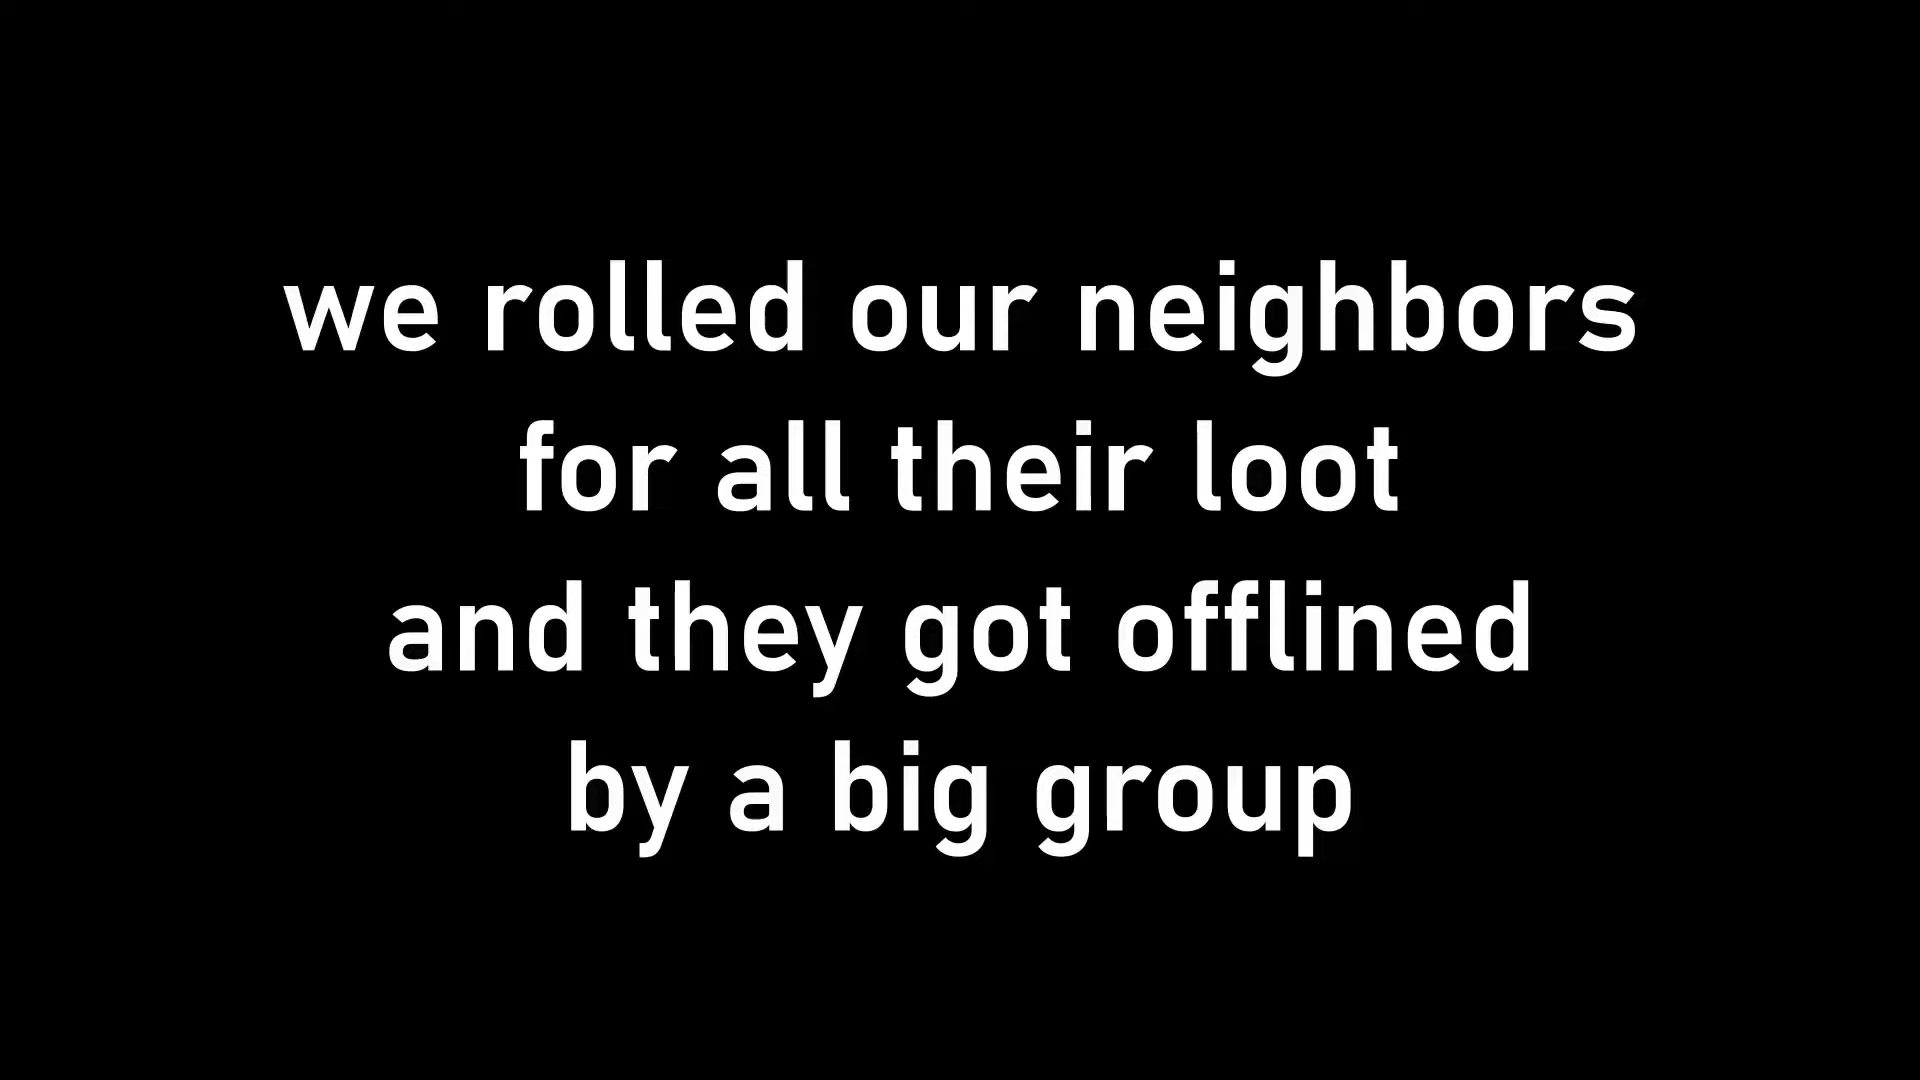 we rolled our neighbors
for all their loot
and they got offlined
by a big group